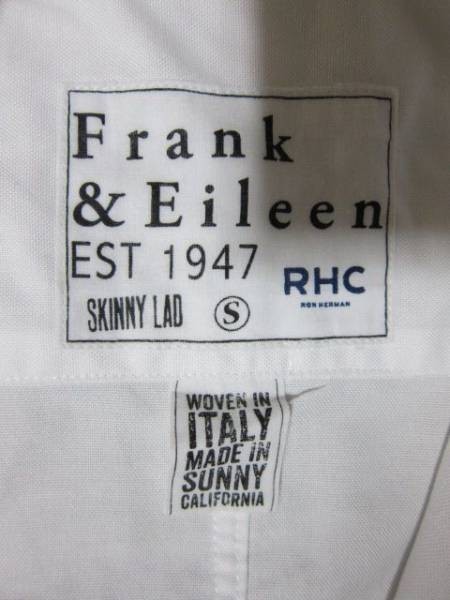 Frank
& Eileen
EST 1947
RHC
RON HERMAN
SKINNY LAD S
WOVEN IN
ITALY
MADE IN
SUNNY
CALIFORNIA